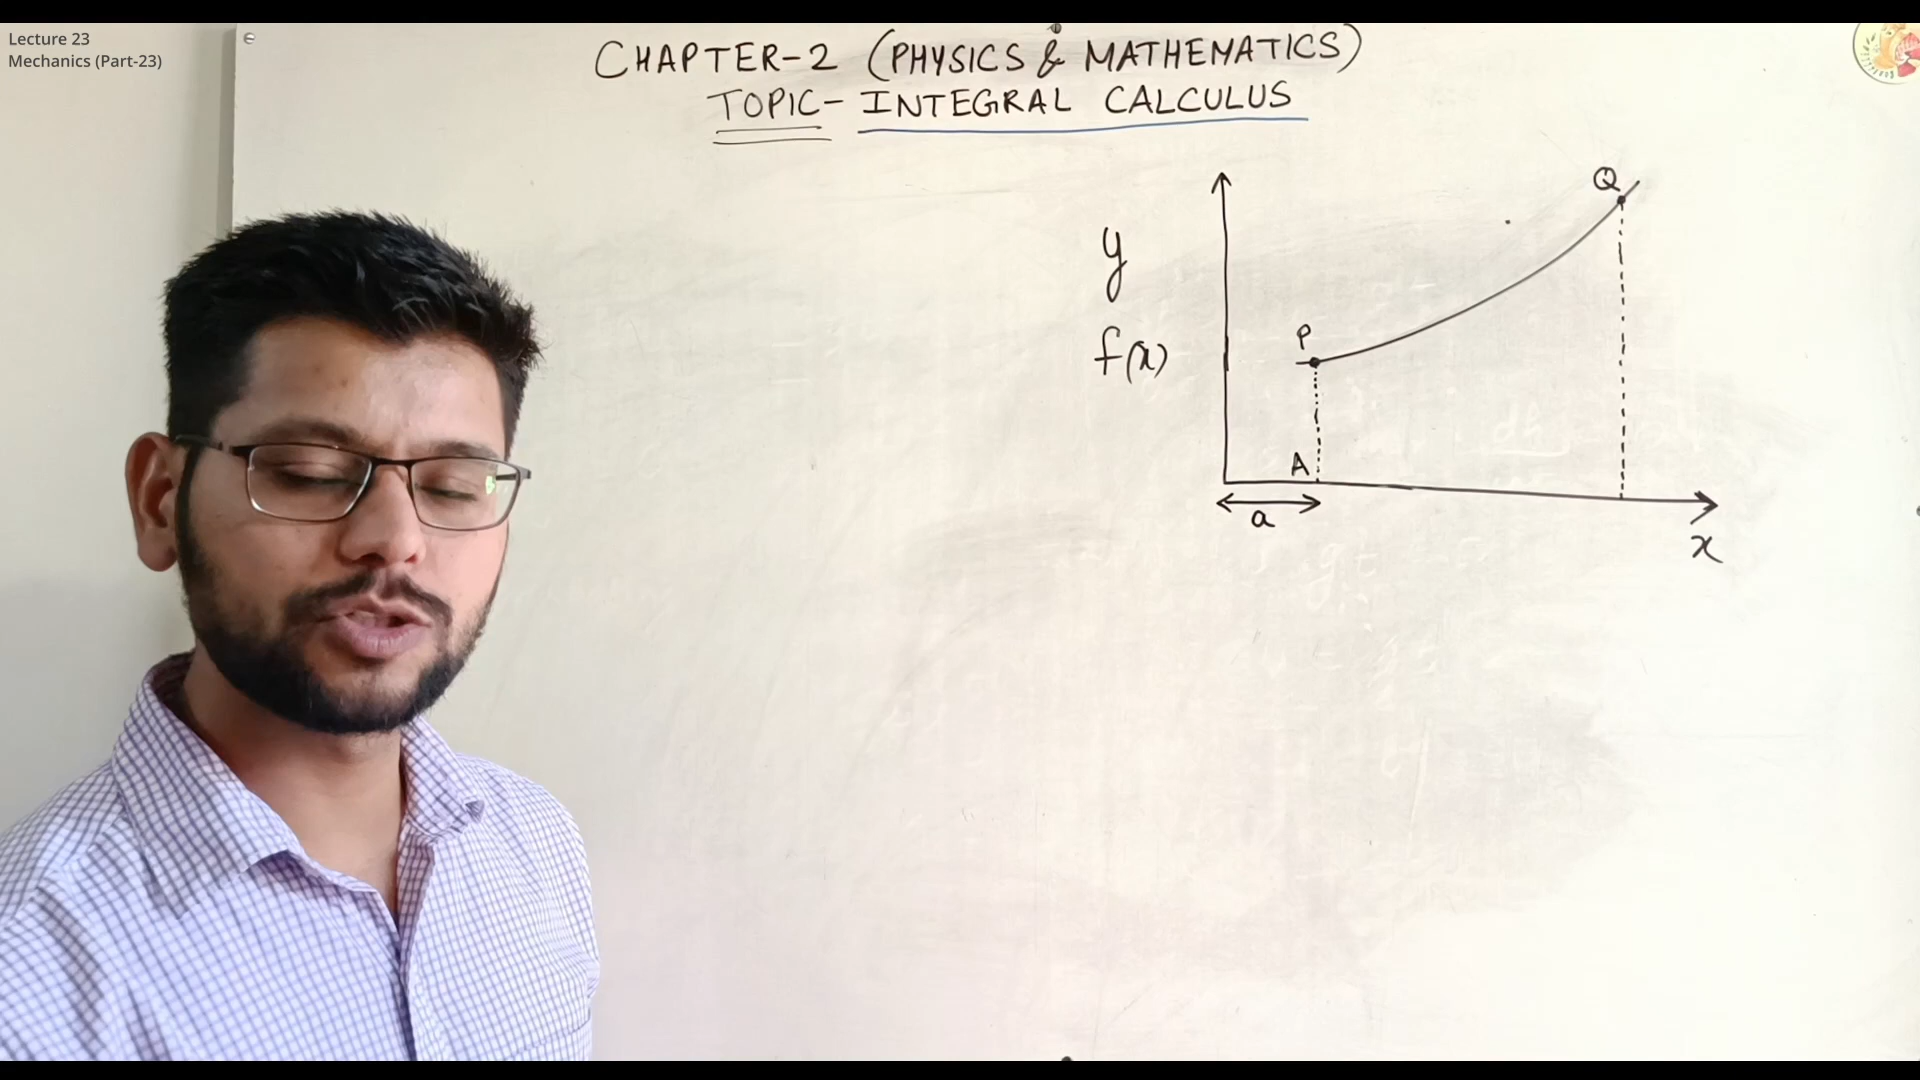 Lecture 23
Mechanics (Part-23)
CHAPTER-2 (PHYSICS & MATHEMATICS)
TOPIC- INTEGRAL CALCULUS
Q
y
P
f(x)
A
a
x